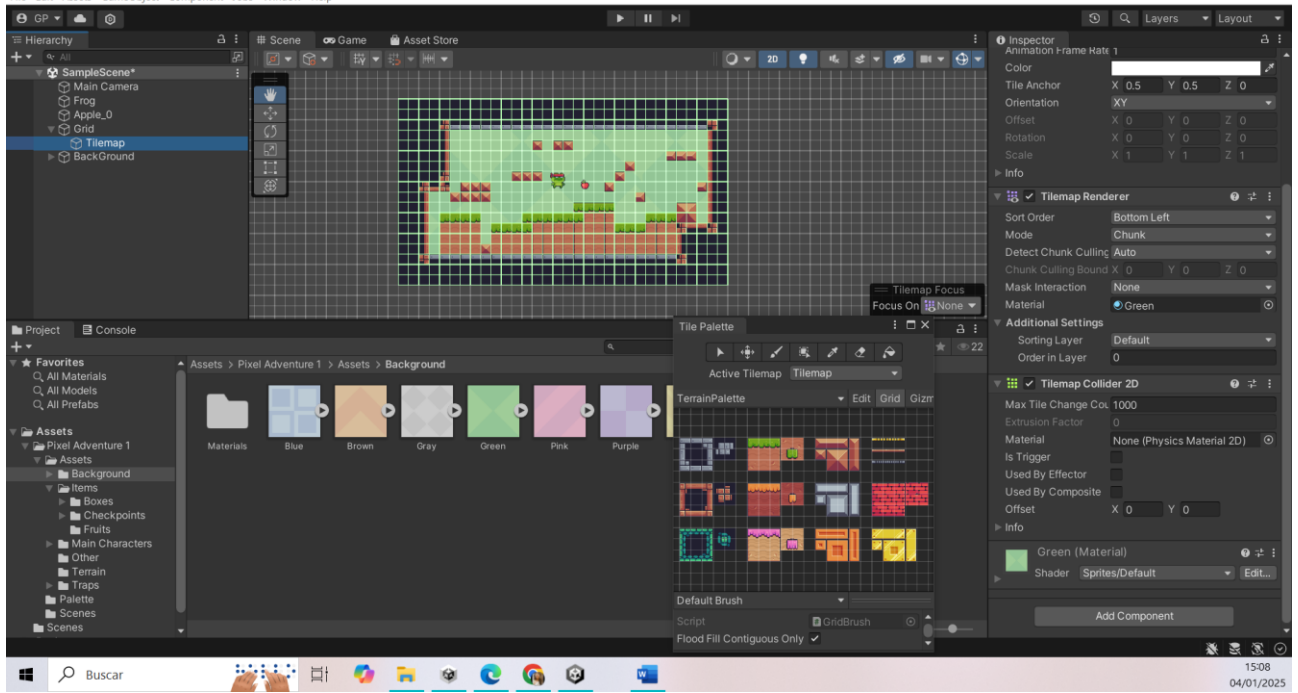 GP
Layers
Layout
Hierarchy
All
SampleScene*
Main Camera
Frog
Apple_0
Grid
Tilemap
BackGround
Scene
Game
Asset Store
2D
Tilemap Focus
Focus On None
Inspector
Animation Frame Rate 1
Color
Tile Anchor X 0.5 Y 0.5 Z 0
Orientation XY
Offset X 0 Y 0 Z 0
Rotation X 0 Y 0 Z 0
Scale X 1 Y 1 Z 1
Info
Tilemap Renderer
Sort Order Bottom Left
Mode Chunk
Detect Chunk Culling Auto
Chunk Culling Bound X 0 Y 0 Z 0
Mask Interaction None
Material Green
Additional Settings
Sorting Layer Default
Order in Layer 0
Tilemap Collider 2D
Max Tile Change Cou 1000
Extrusion Factor 0
Material None (Physics Material 2D)
Is Trigger
Used By Effector
Used By Composite
Offset X 0 Y 0
Info
Green (Material)
Shader Sprites/Default Edit...
Add Component
Project
Console
22
Favorites
All Materials
All Models
All Prefabs
Assets
Pixel Adventure 1
Assets
Background
Items
Boxes
Checkpoints
Fruits
Main Characters
Other
Terrain
Traps
Palette
Scenes
Scenes
Assets > Pixel Adventure 1 > Assets > Background
Materials
Blue
Brown
Gray
Green
Pink
Purple
Tile Palette
Active Tilemap Tilemap
TerrainPalette Edit Grid Gizm
Default Brush
Script GridBrush
Flood Fill Contiguous Only
Buscar
15:08
04/01/2025